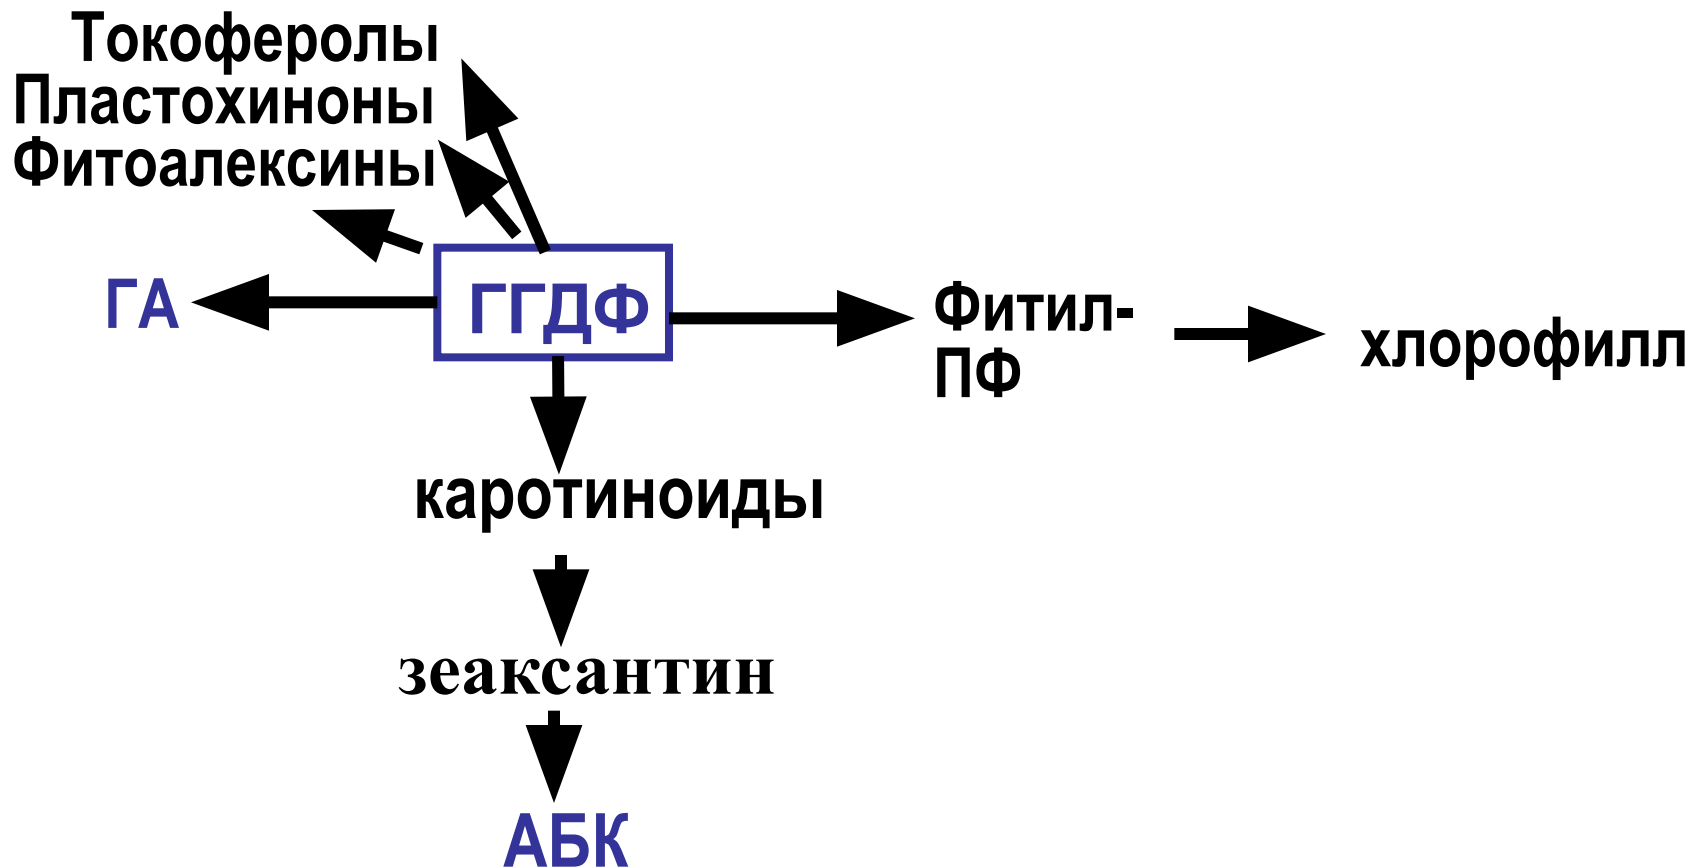 Токоферолы
Пластохиноны
Фитоалексины
ГА
ГГДФ
Фитил-
ПФ
хлорофилл
каротиноиды
зеаксантин
АБК